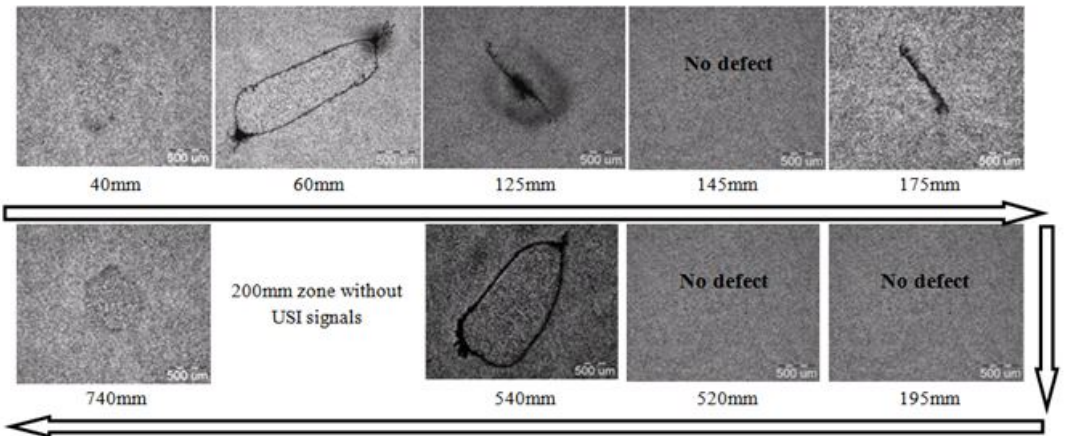 No defect
500 um
500 um
500 um
500 um
500 um
40mm
60mm
125mm
145mm
175mm
200mm zone without
USI signals
No defect
No defect
500 um
500 um
500 um
500 um
740mm
540mm
520mm
195mm